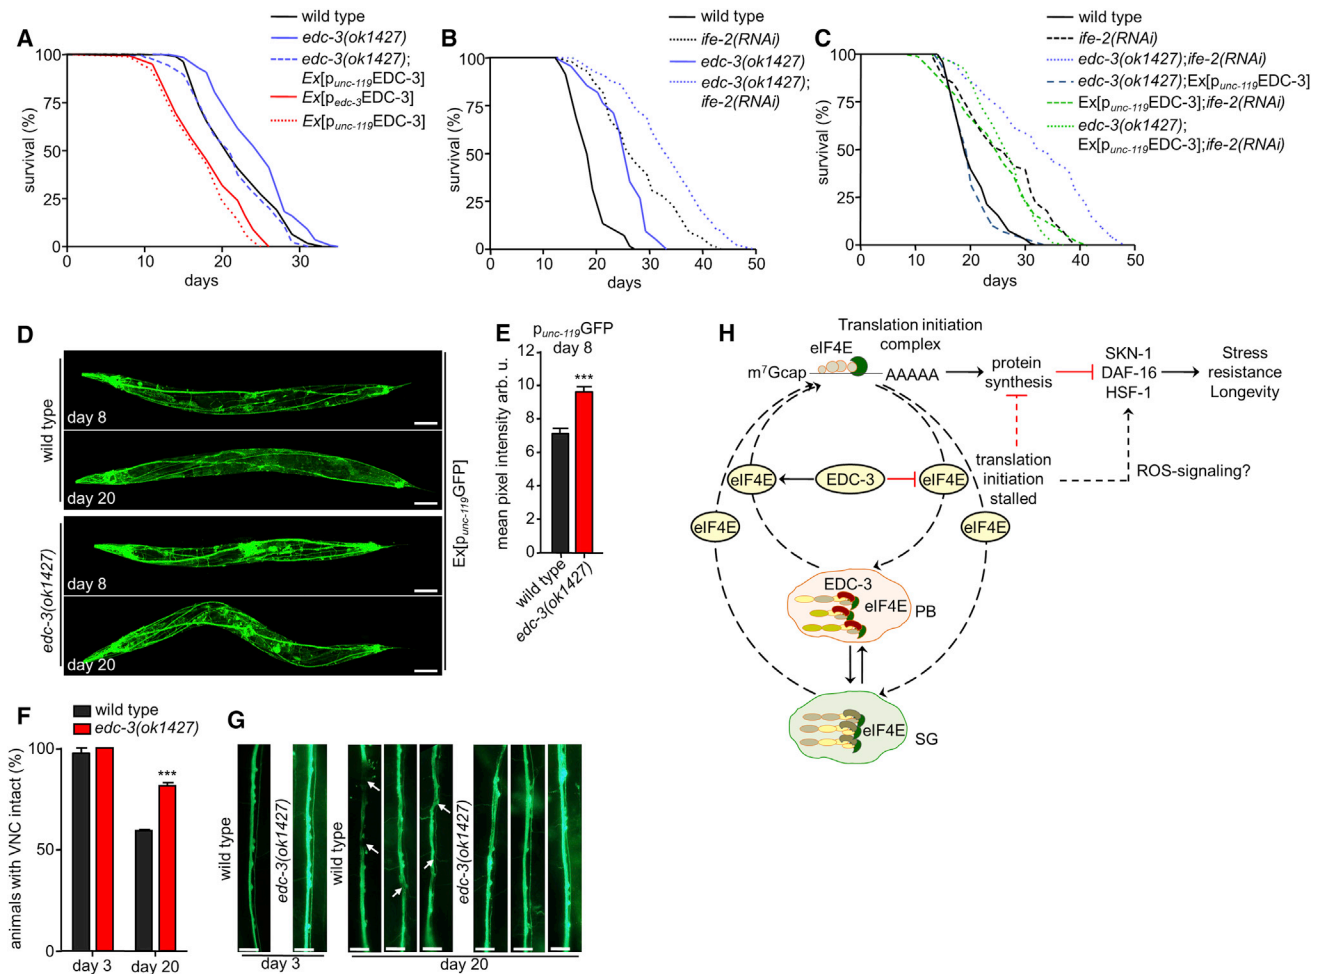 A
wild type
edc-3(ok1427)
edc-3(ok1427);
Ex[punc-119EDC-3]
Ex[pedc-3EDC-3]
Ex[punc-119EDC-3]
survival (%)
100
75
50
25
0
0 10 20 30
days
B
wild type
ife-2(RNAi)
edc-3(ok1427)
edc-3(ok1427);
ife-2(RNAi)
survival (%)
100
75
50
25
0
0 10 20 30 40 50
days
C
wild type
ife-2(RNAi)
edc-3(ok1427);ife-2(RNAi)
edc-3(ok1427);Ex[punc-119EDC-3]
Ex[punc-119EDC-3];ife-2(RNAi)
edc-3(ok1427);
Ex[punc-119EDC-3];ife-2(RNAi)
survival (%)
100
75
50
25
0
0 10 20 30 40 50
days
D
wild type
day 8
day 20
edc-3(ok1427)
day 8
day 20
Ex[punc-119GFP]
E
punc-119GFP
day 8
mean pixel intensity arb. u.
12
10
8
6
4
2
0
***
wild type
edc-3(ok1427)
F
wild type
edc-3(ok1427)
animals with VNC intact (%)
100
50
0
***
day 3 day 20
G
wild type
edc-3(ok1427)
wild type
edc-3(ok1427)
day 3
day 20
H
Translation initiation
complex
eIF4E
m7Gcap
AAAAA
protein
synthesis
SKN-1
DAF-16
HSF-1
Stress
resistance
Longevity
translation
initiation
stalled
ROS-signaling?
eIF4E
EDC-3
eIF4E
eIF4E
eIF4E
EDC-3
eIF4E
PB
eIF4E
SG